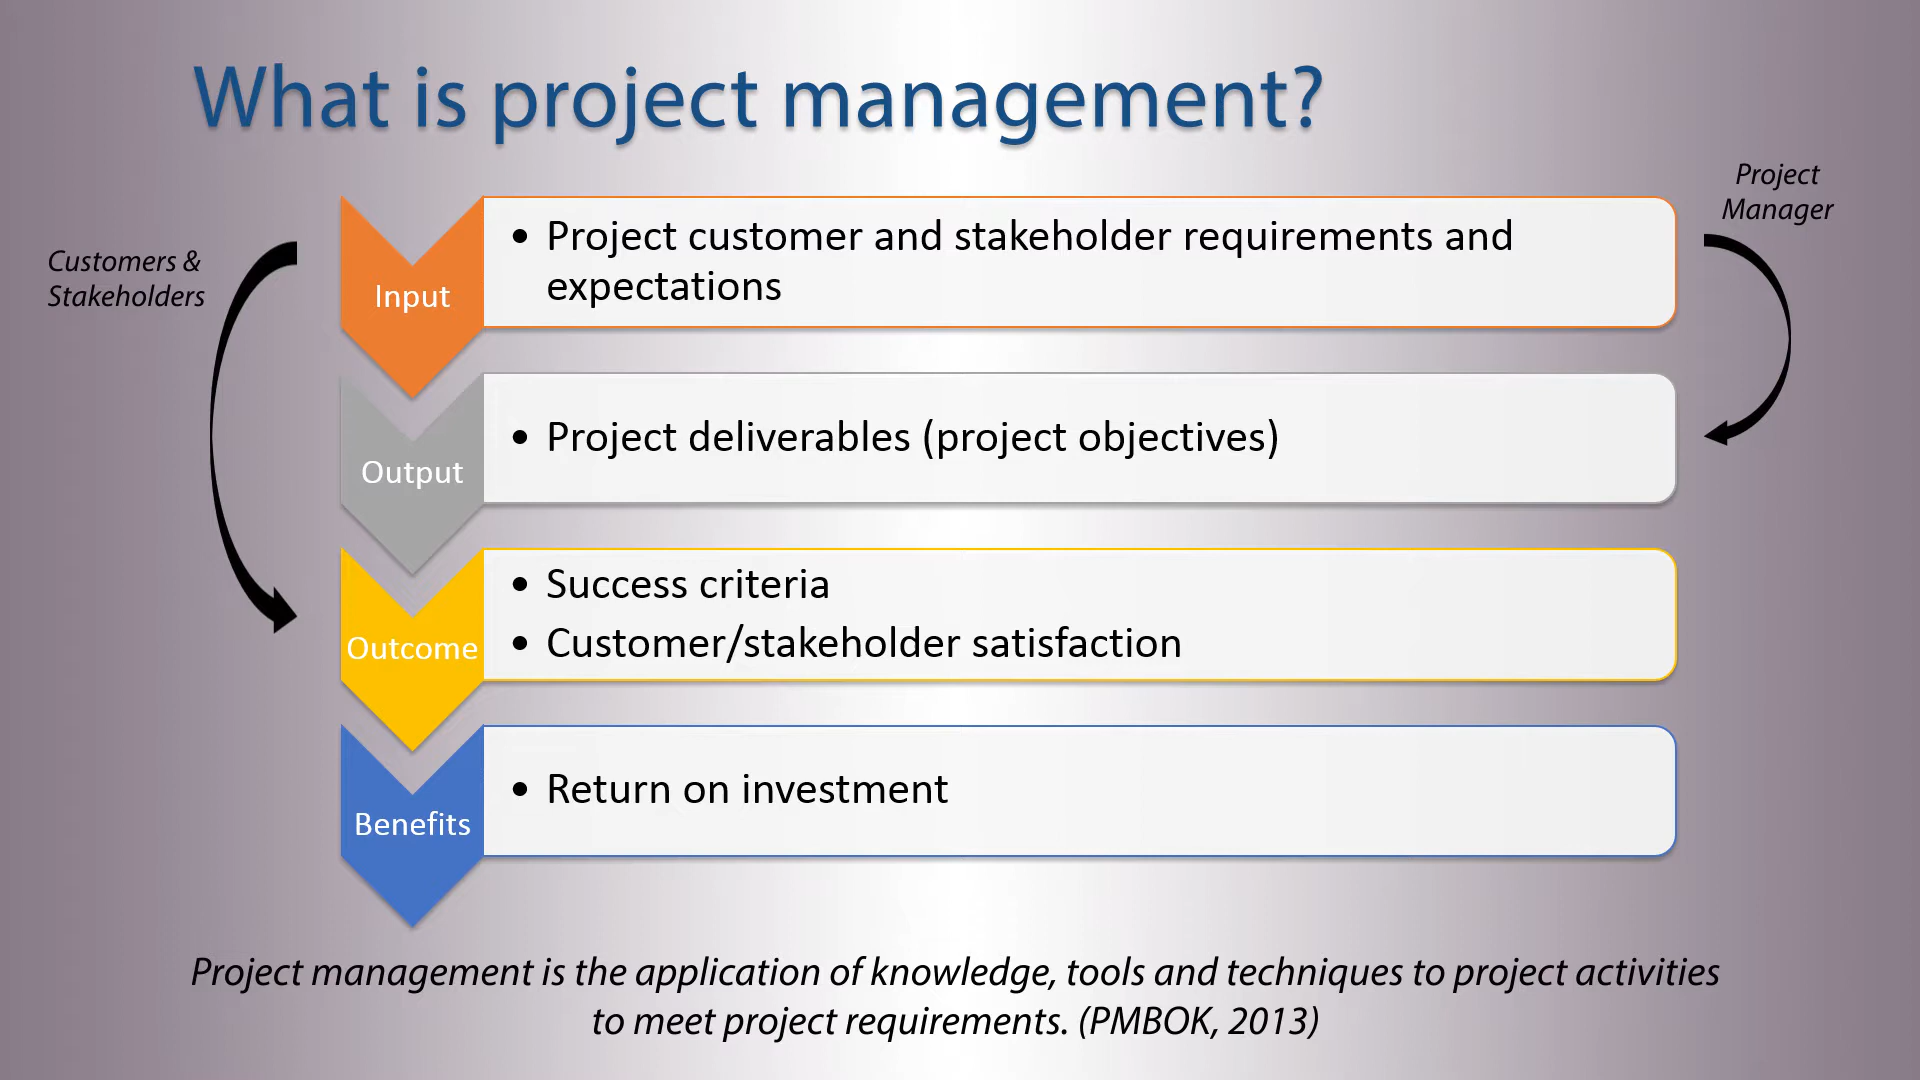 What is project management?
Project
Manager
Customers &
Stakeholders
Input
• Project customer and stakeholder requirements and
expectations
Output
• Project deliverables (project objectives)
Outcome
• Success criteria
• Customer/stakeholder satisfaction
Benefits
• Return on investment
Project management is the application of knowledge, tools and techniques to project activities
to meet project requirements. (PMBOK, 2013)